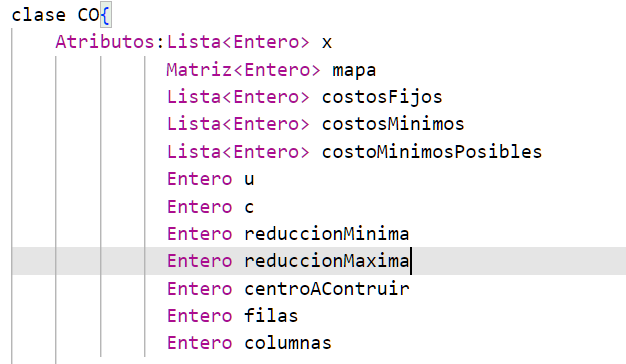 clase CO{
Atributos:Lista<Entero> x
Matriz<Entero> mapa
Lista<Entero> costosFijos
Lista<Entero> costosMinimos
Lista<Entero> costoMinimosPosibles
Entero u
Entero c
Entero reduccionMinima
Entero reduccionMaxima
Entero centroAContruir
Entero filas
Entero columnas